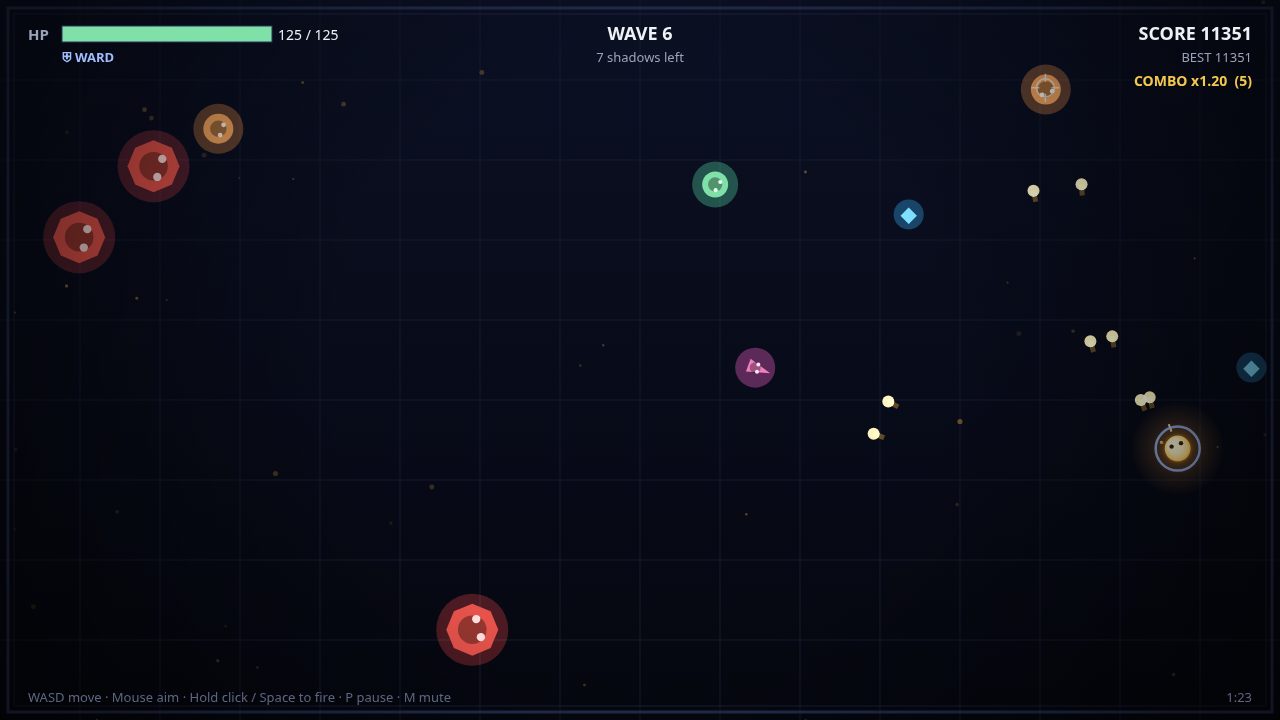 HP 125 / 125
WARD
WAVE 6
7 shadows left
SCORE 11351
BEST 11351
COMBO x1.20 (5)
WASD move · Mouse aim · Hold click / Space to fire · P pause · M mute
1:23